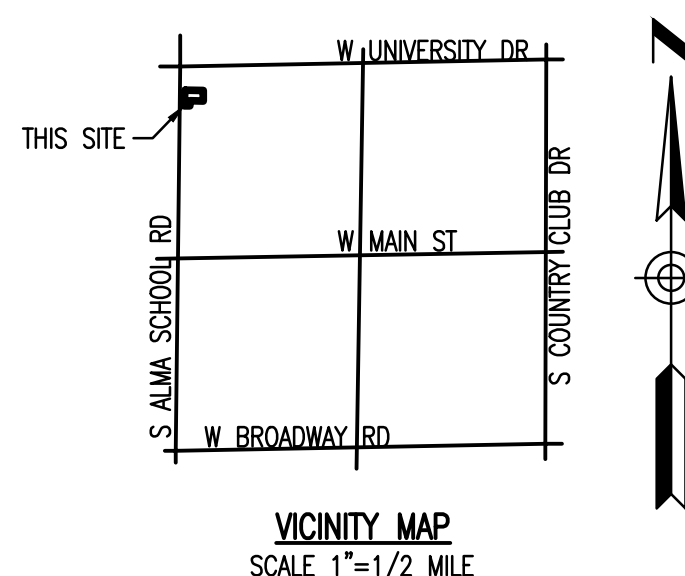 W UNIVERSITY DR
THIS SITE
S COUNTRY CLUB DR
W MAIN ST
S ALMA SCHOOL RD
W BROADWAY RD
VICINITY MAP
SCALE 1"=1/2 MILE